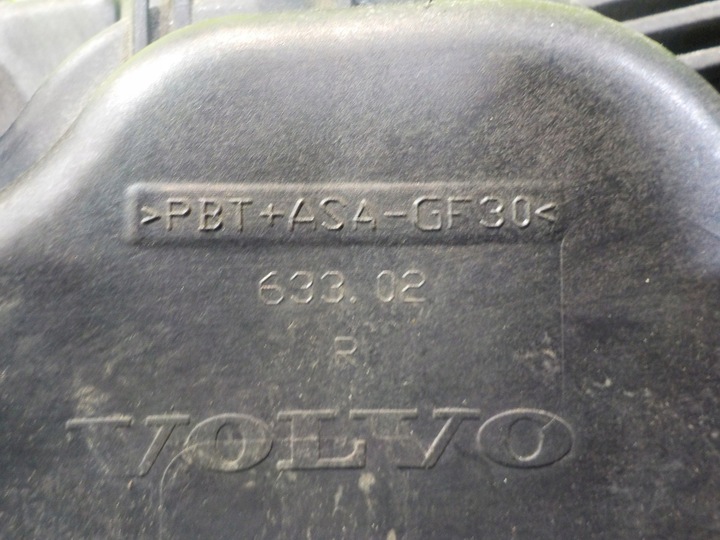 >PBT+ASA-GF30<
633.02
R
VOLVO